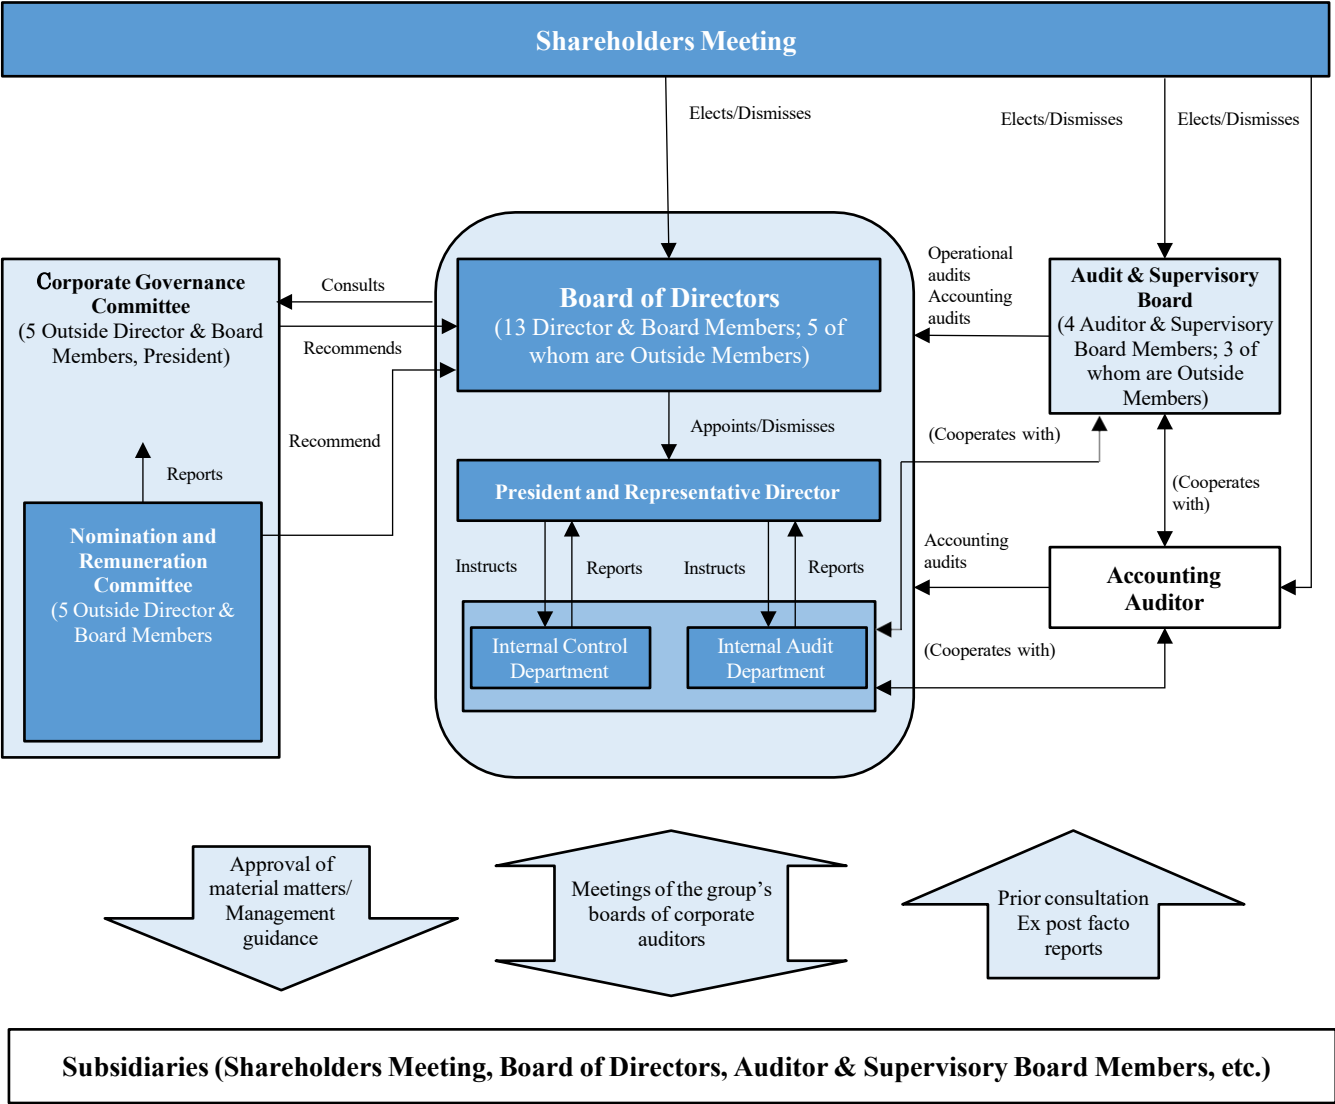 Shareholders Meeting
Elects/Dismisses
Elects/Dismisses
Elects/Dismisses
Corporate Governance
Committee
(5 Outside Director & Board
Members, President)
Consults
Recommends
Recommend
Reports
Nomination and
Remuneration
Committee
(5 Outside Director &
Board Members
Board of Directors
(13 Director & Board Members; 5 of
whom are Outside Members)
Appoints/Dismisses
President and Representative Director
Instructs
Reports
Instructs
Reports
Internal Control
Department
Internal Audit
Department
Operational
audits
Accounting
audits
Audit & Supervisory
Board
(4 Auditor & Supervisory
Board Members; 3 of
whom are Outside
Members)
(Cooperates with)
(Cooperates
with)
Accounting
audits
Accounting
Auditor
(Cooperates with)
Approval of
material matters/
Management
guidance
Meetings of the group’s
boards of corporate
auditors
Prior consultation
Ex post facto
reports
Subsidiaries (Shareholders Meeting, Board of Directors, Auditor & Supervisory Board Members, etc.)